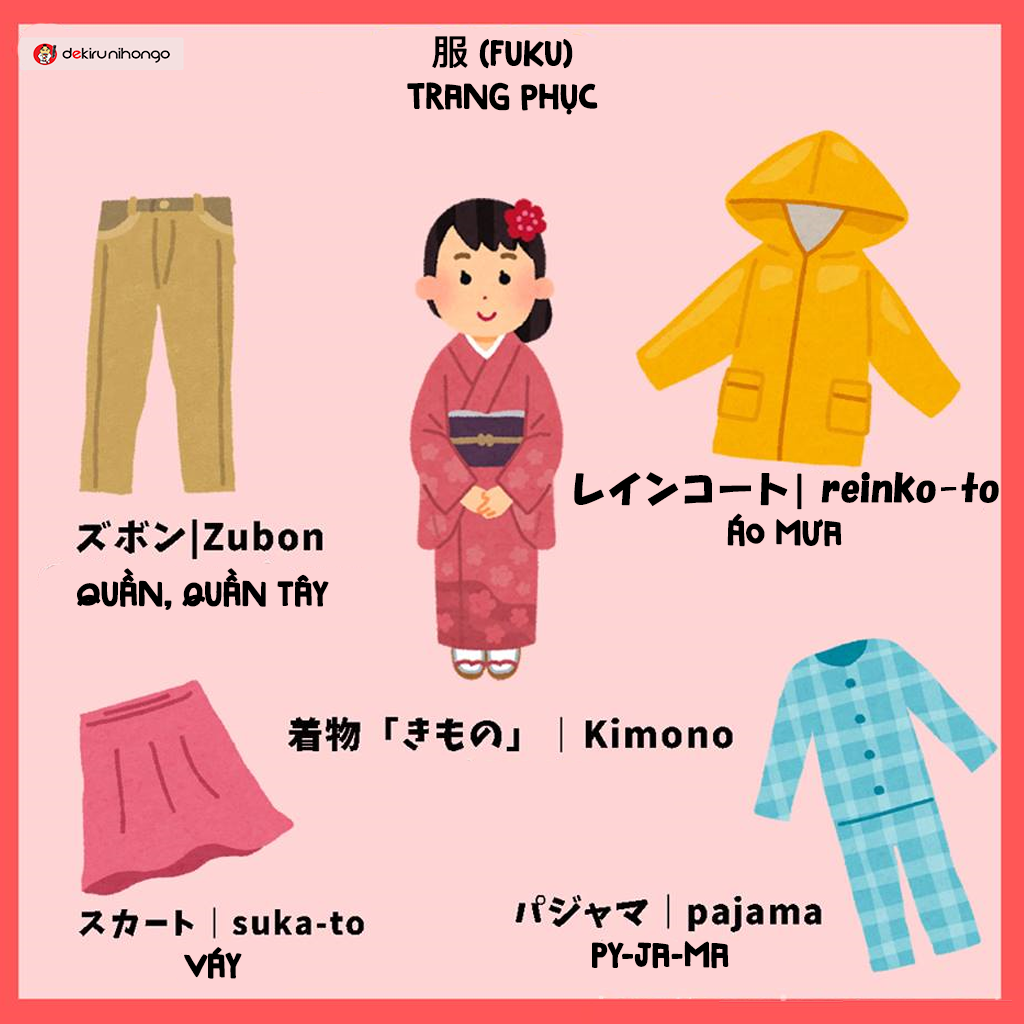 dekiru nihongo
服 (FUKU)
TRANG PHỤC
レインコート| reinko-to
ÁO MƯA
ズボン|Zubon
QUẦN, QUẦN TÂY
着物「きもの」｜Kimono
スカート｜suka-to
VÁY
パジャマ｜pajama
PY-JA-MA